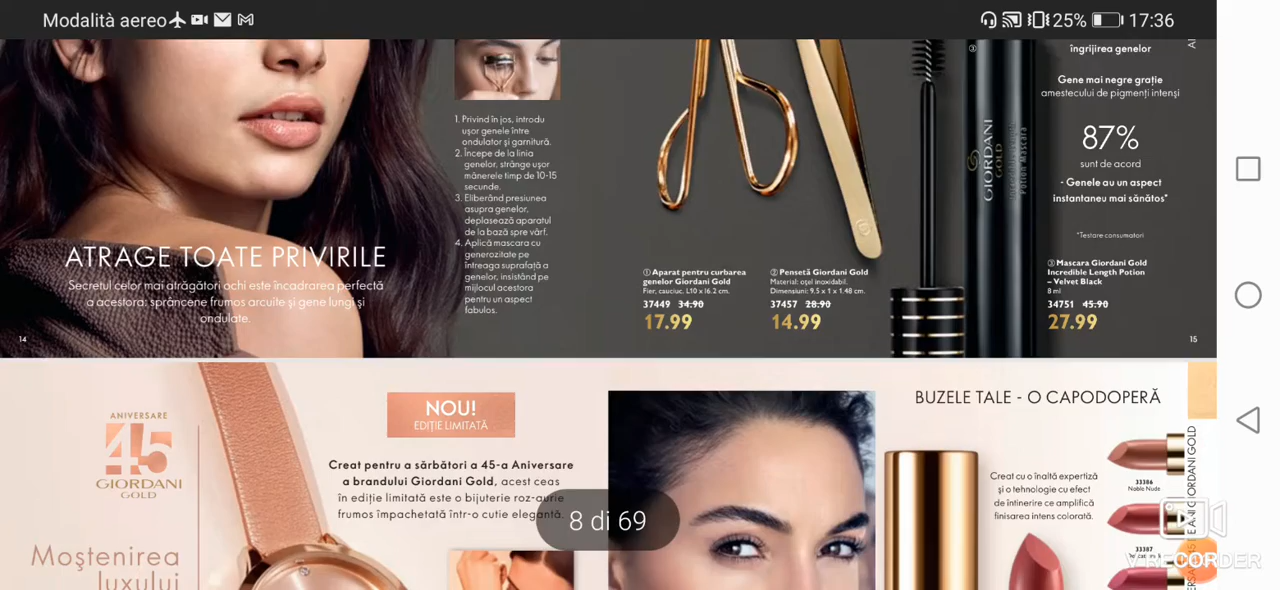 Modalità aereo
25%
17:36
1. Privind în jos, introdu
ușor genele între
ondulator și garnitură.
2. Începe de la linia
genelor, strânge ușor
mânerele timp de 10-15
secunde.
3. Eliberând presiunea
asupra genelor,
deplasează aparatul
de la bază spre vârf.
4. Aplică mascara cu
generozitate pe
întreaga suprafață a
genelor, insistând pe
mijlocul acestora
pentru un aspect
fabulos.
ATRAGE TOATE PRIVIRILE
Secretul celor mai atrăgători ochi este încadrarea perfectă
a acestora: sprâncene frumos arcuite și gene lungi și
ondulate.
14
① Aparat pentru curbarea
genelor Giordani Gold
Fier, cauciuc. L10 x l6.2 cm.
37449 34.90
17.99
② Pensetă Giordani Gold
Material: oțel inoxidabil.
Dimensiuni: 9.5 x 1 x 1.48 cm.
37457 28.90
14.99
GIORDANI
GOLD
Potion Mascara
③
îngrijirea genelor
Gene mai negre grație
amestecului de pigmenți intenși
87%
sunt de acord
- Genele au un aspect
instantaneu mai sănătos*
*Testare consumatori
③ Mascara Giordani Gold
Incredible Length Potion
– Velvet Black
8 ml
34751 45.90
27.99
15
ANIVERSARE
45
GIORDANI
GOLD
Moștenirea
luxului
NOU!
EDIȚIE LIMITATĂ
Creat pentru a sărbători a 45-a Aniversare
a brandului Giordani Gold, acest ceas
în ediție limitată este o bijuterie roz-aurie
frumos împachetată într-o cutie elegantă.
8 di 69
BUZELE TALE - O CAPODOPERĂ
Creat cu o înaltă expertiză
și o tehnologie cu efect
de întinerire ce amplifică
finisarea intens colorată.
33386
Noble Nude
33387
GIORDANI GOLD
V RECORDER